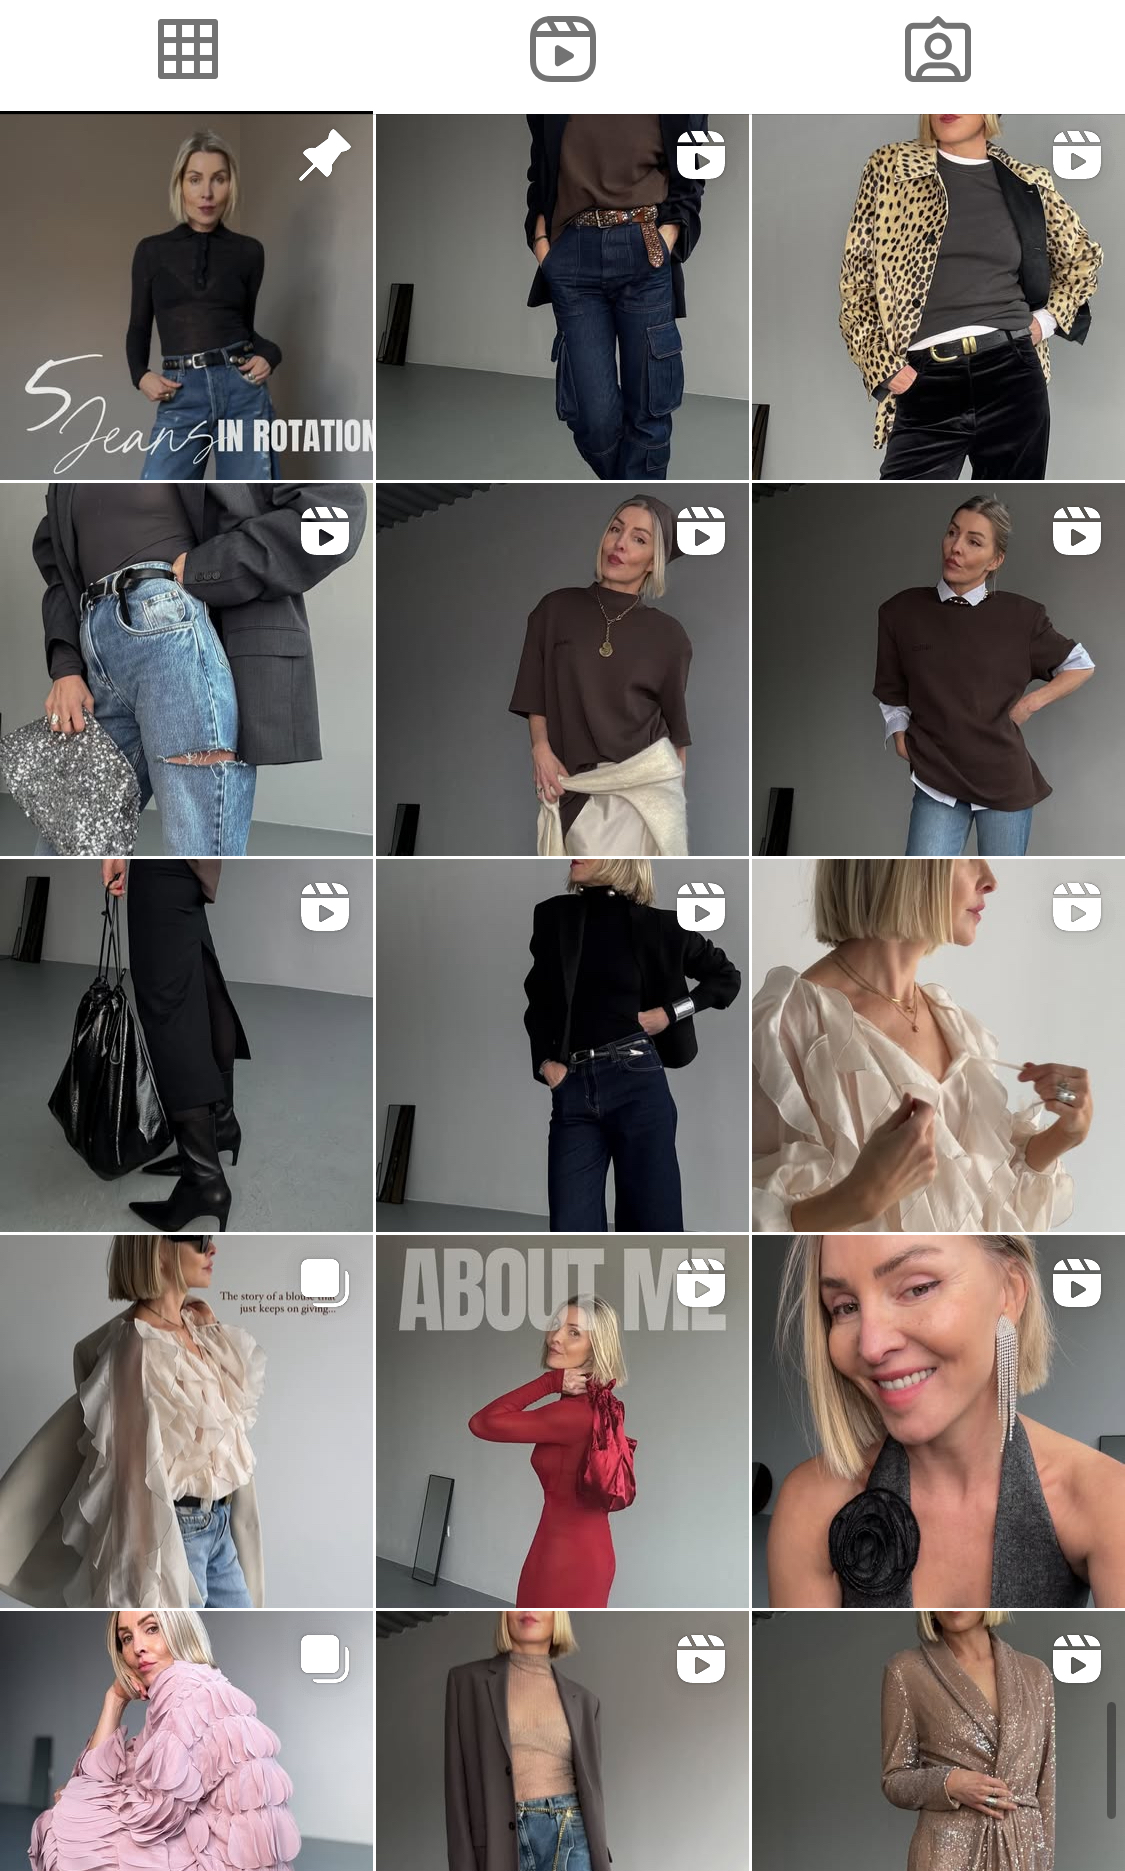 5
Jeans IN ROTATION
ABOUT ME
The story of a blouse that
just keeps on giving...